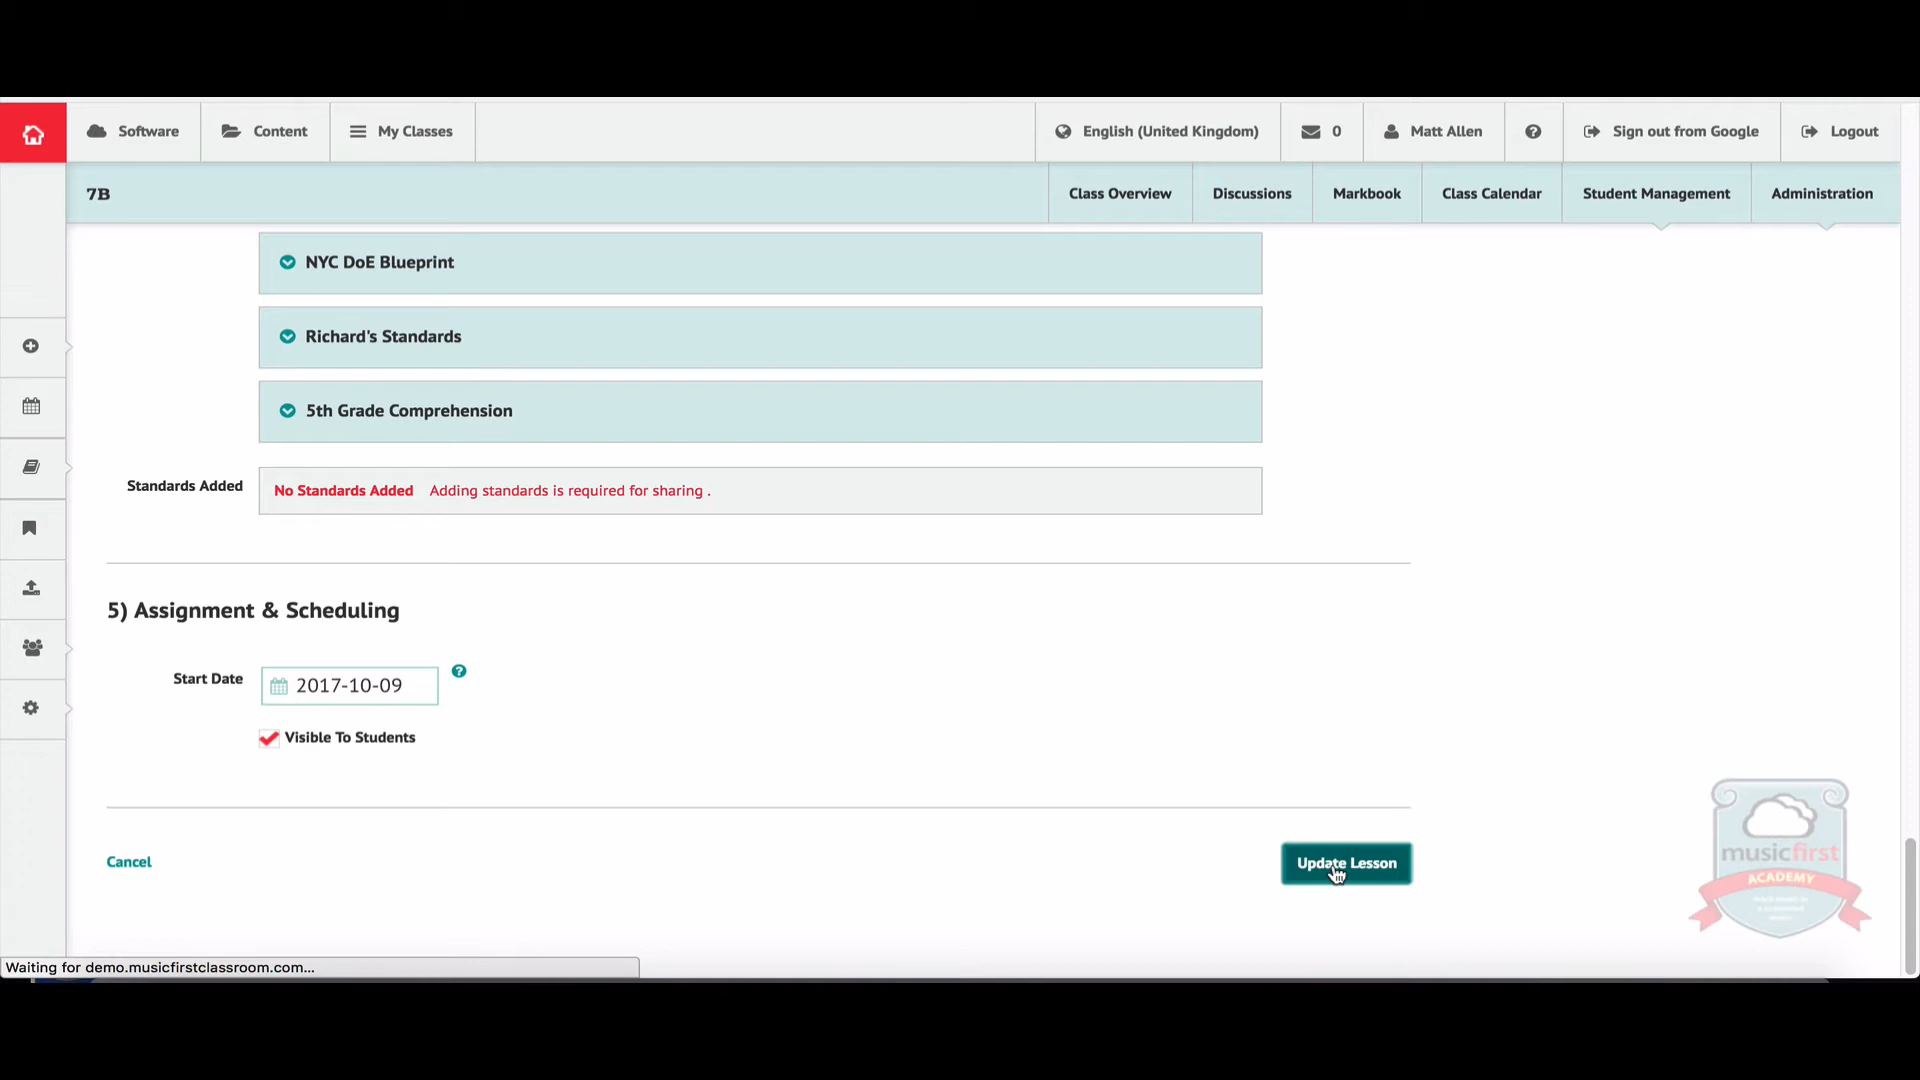 Software
Content
My Classes
English (United Kingdom)
0
Matt Allen
Sign out from Google
Logout
7B
Class Overview
Discussions
Markbook
Class Calendar
Student Management
Administration
NYC DoE Blueprint
Richard's Standards
5th Grade Comprehension
Standards Added
No Standards Added Adding standards is required for sharing .
5) Assignment & Scheduling
Start Date
2017-10-09
Visible To Students
Cancel
Update Lesson
musicfirst
ACADEMY
Waiting for demo.musicfirstclassroom.com...